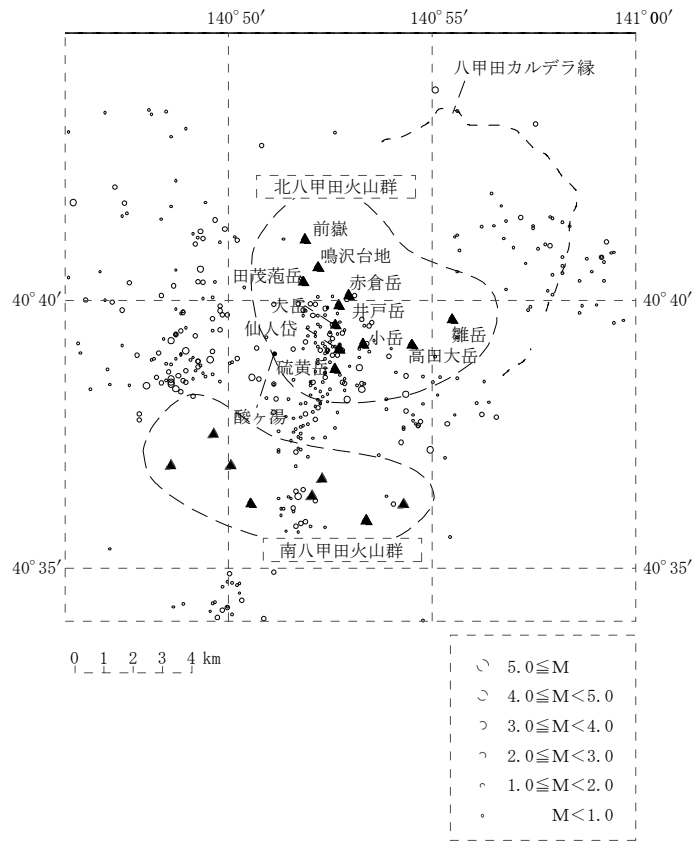 140°50′ 140°55′ 141°00′
八甲田カルデラ縁
北八甲田火山群
前嶽
鳴沢台地
田茂萢岳
赤倉岳
大岳
井戸岳
40°40′ 40°40′
仙人岱
小岳
雛岳
硫黄岳
高田大岳
酸ヶ湯
南八甲田火山群
40°35′ 40°35′
0 1 2 3 4 km
5.0≦M
4.0≦M<5.0
3.0≦M<4.0
2.0≦M<3.0
1.0≦M<2.0
M<1.0